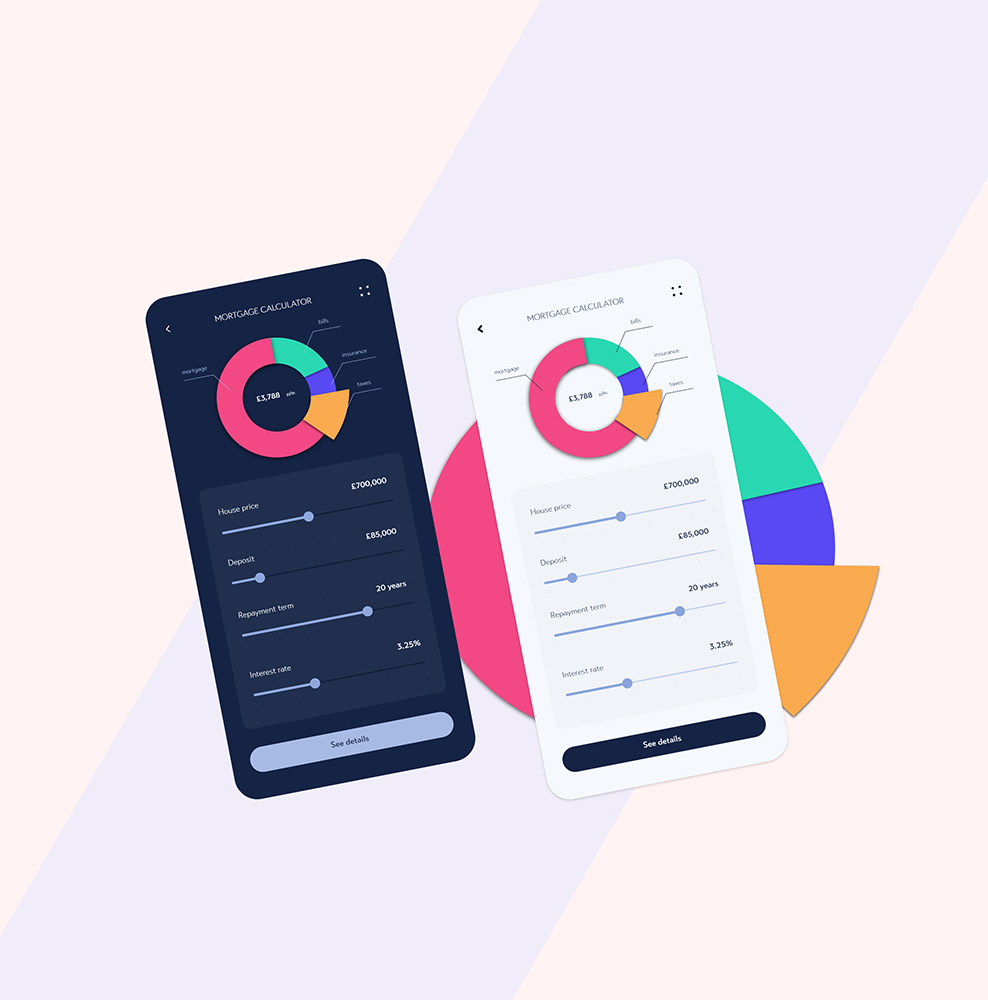 MORTGAGE CALCULATOR
bills
insurance
mortgage
taxes
£3,788 p/m
£700,000
House price
£85,000
Deposit
20 years
Repayment term
3.25%
Interest rate
See details
MORTGAGE CALCULATOR
bills
insurance
mortgage
taxes
£3,788 p/m
£700,000
House price
£85,000
Deposit
20 years
Repayment term
3.25%
Interest rate
See details